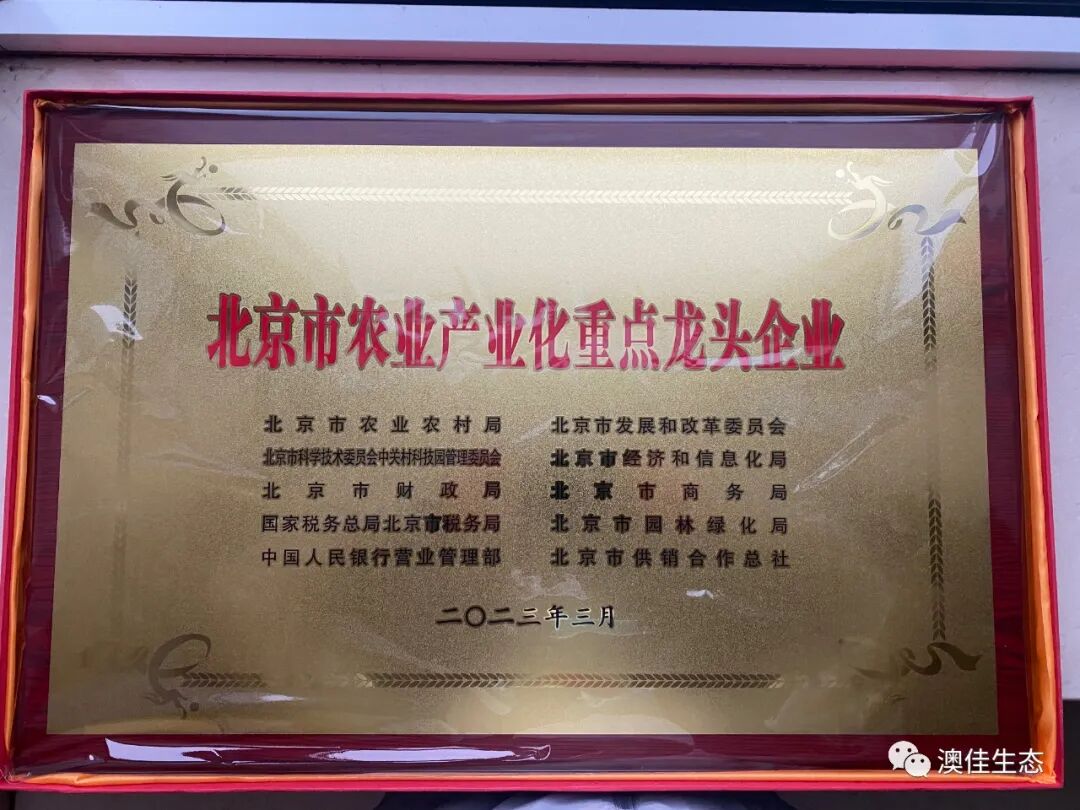 北京市农业产业化重点龙头企业
北京市农业农村局 北京市发展和改革委员会
北京市科学技术委员会中关村科技园管理委员会 北京市经济和信息化局
北京市财政局 北京市商务局
国家税务总局北京市税务局 北京市园林绿化局
中国人民银行营业管理部 北京市供销合作总社
二〇二三年三月
澳佳生态